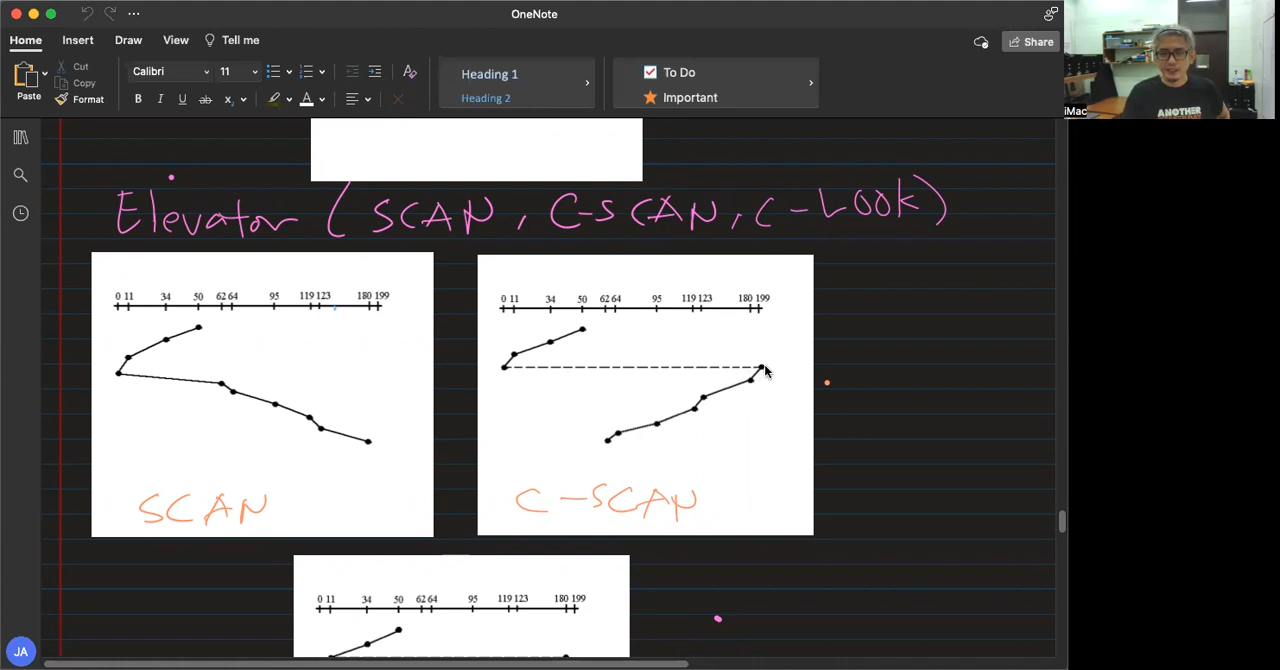 OneNote
Home Insert Draw View Tell me
Share
Paste
Cut
Copy
Format
Calibri 11
B I U ab x A
Heading 1
Heading 2
To Do
Important
iMac
ANOTHER
Elevator (SCAN, C-SCAN, C-LOOK)
0 11 34 50 62 64 95 119 123 180 199
SCAN
0 11 34 50 62 64 95 119 123 180 199
C-SCAN
0 11 34 50 62 64 95 119 123 180 199
JA